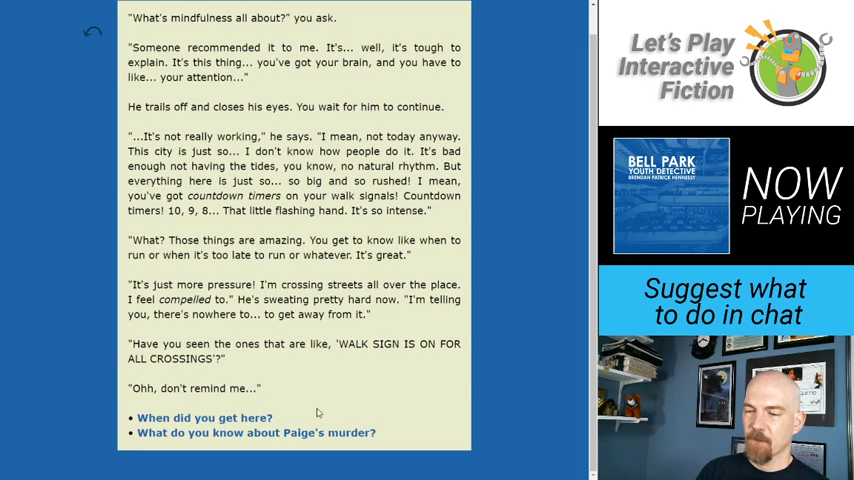 "What's mindfulness all about?" you ask.
"Someone recommended it to me. It's... well, it's tough to
explain. It's this thing... you've got your brain, and you have to
like... your attention..."
He trails off and closes his eyes. You wait for him to continue.
"...It's not really working," he says. "I mean, not today anyway.
This city is just so... I don't know how people do it. It's bad
enough not having the tides, you know, no natural rhythm. But
everything here is just so... so big and so rushed! I mean,
you've got countdown timers on your walk signals! Countdown
timers! 10, 9, 8... That little flashing hand. It's so intense."
"What? Those things are amazing. You get to know like when to
run or when it's too late to run or whatever. It's great."
"It's just more pressure! I'm crossing streets all over the place.
I feel compelled to." He's sweating pretty hard now. "I'm telling
you, there's nowhere to... to get away from it."
"Have you seen the ones that are like, 'WALK SIGN IS ON FOR
ALL CROSSINGS'?"
"Ohh, don't remind me..."
• When did you get here?
• What do you know about Paige's murder?
Let's Play
Interactive
Fiction
BELL PARK
YOUTH DETECTIVE
BRENDAN PATRICK HENNESSY
NOW
PLAYING
Suggest what
to do in chat